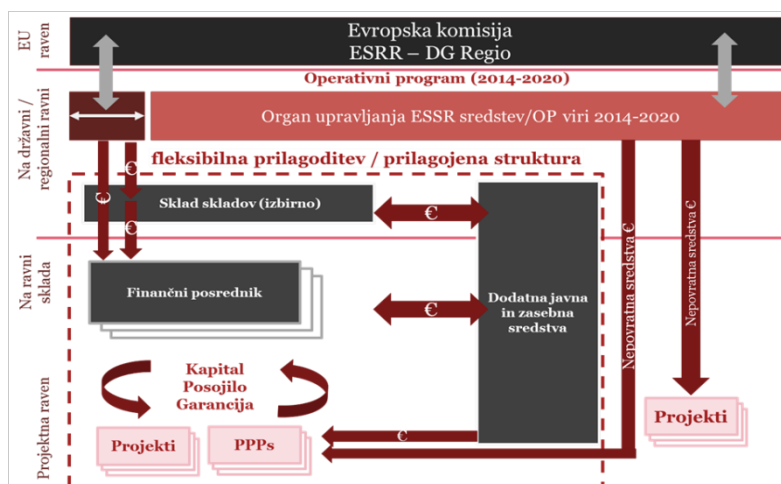 EU
raven
Evropska komisija
ESRR – DG Regio
Operativni program (2014-2020)
Na državni /
regionalni ravni
Organ upravljanja ESSR sredstev/OP viri 2014-2020
fleksibilna prilagoditev / prilagojena struktura
€
€
Sklad skladov (izbirno)
€
€
Na ravni
sklada
Finančni posrednik
€
Dodatna javna
in zasebna
sredstva
Nepovratna sredstva €
Nepovratna sredstva €
Projektna raven
Kapital
Posojilo
Garancija
Projekti
PPPs
€
Projekti